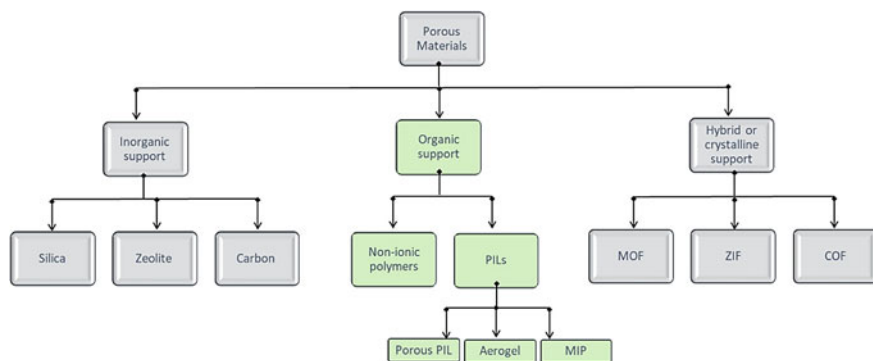 Porous
Materials
Inorganic
support
Organic
support
Hybrid or
crystalline
support
Silica
Zeolite
Carbon
Non-ionic
polymers
PILs
MOF
ZIF
COF
Porous PIL
Aerogel
MIP